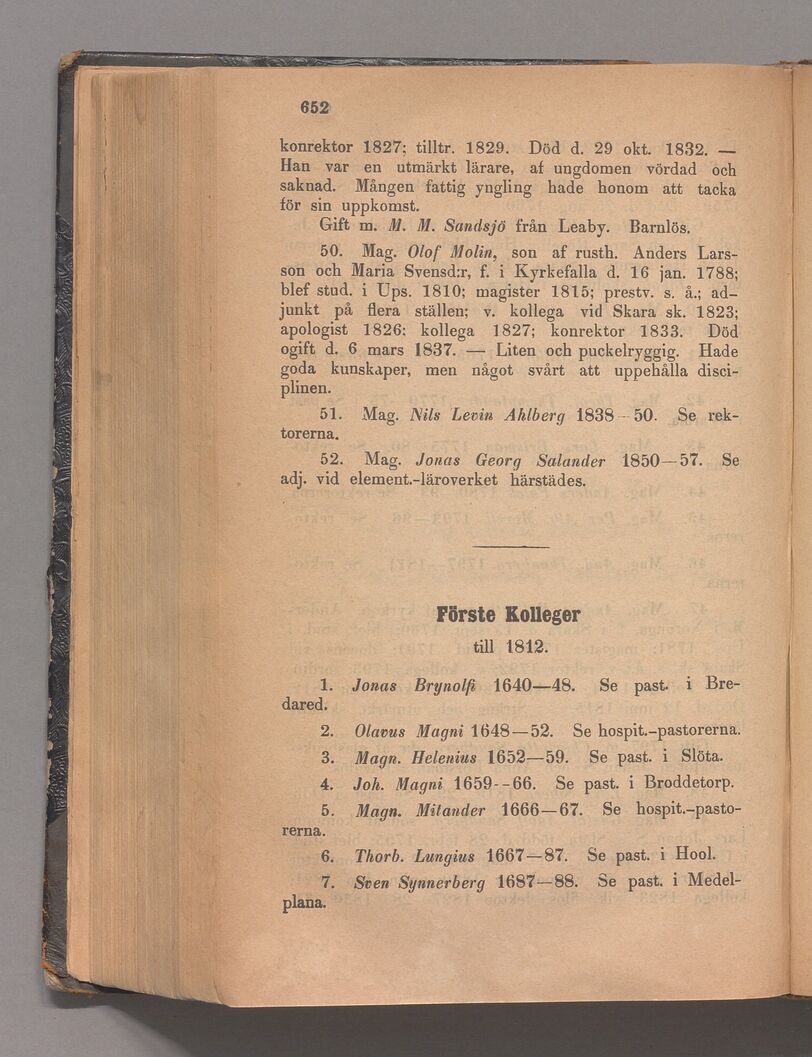 652
konrektor 1827; tilltr. 1829. Död d. 29 okt. 1832. —
Han var en utmärkt lärare, af ungdomen vördad och
saknad. Mången fattig yngling hade honom att tacka
för sin uppkomst.
Gift m. M. M. Sandsjö från Leaby. Barnlös.
50. Mag. Olof Molin, son af rusth. Anders Lars-
son och Maria Svensd:r, f. i Kyrkefalla d. 16 jan. 1788;
blef stud. i Ups. 1810; magister 1815; prestv. s. å.; ad-
junkt på flera ställen; v. kollega vid Skara sk. 1823;
apologist 1826: kollega 1827; konrektor 1833. Död
ogift d. 6 mars 1837. — Liten och puckelryggig. Hade
goda kunskaper, men något svårt att uppehålla disci-
plinen.
51. Mag. Nils Levin Ahlberg 1838—50. Se rek-
torerna.
52. Mag. Jonas Georg Salander 1850—57. Se
adj. vid element.-läroverket härstädes.
Förste Kolleger
till 1812.
1. Jonas Brynolfi 1640—48. Se past. i Bre-
dared.
2. Olavus Magni 1648—52. Se hospit.-pastorerna.
3. Magn. Helenius 1652—59. Se past. i Slöta.
4. Joh. Magni 1659--66. Se past. i Broddetorp.
5. Magn. Mitander 1666—67. Se hospit.-pasto-
rerna.
6. Thorb. Lungius 1667—87. Se past. i Hool.
7. Sven Synnerberg 1687—88. Se past. i Medel-
plana.